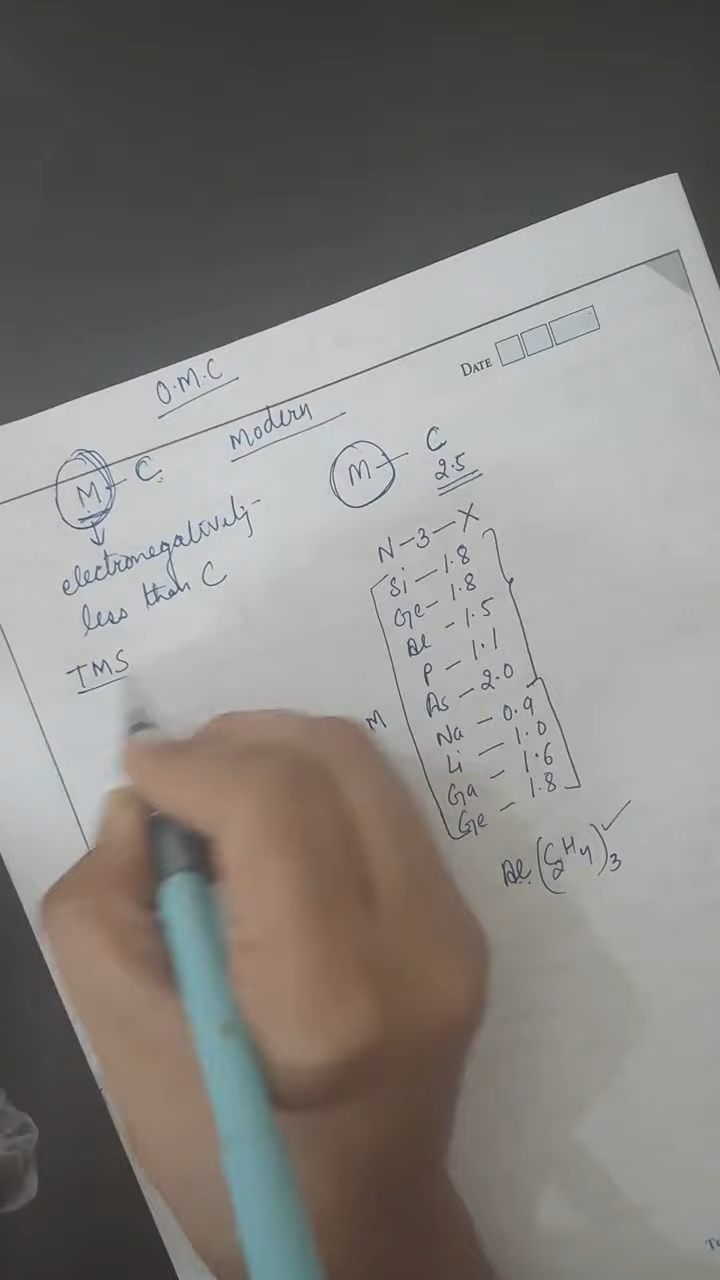 O.M.C
DATE
Modern
M - C
electronegatively
less than C
TMS
M - C
2.5
N - 3 - X
Si - 1.8
Ge - 1.8
Al - 1.5
P - 1.1
As - 2.0
Na - 0.9
Li - 1.0
Ga - 1.6
Ge - 1.8
M
Al (C2H4)3 ✓